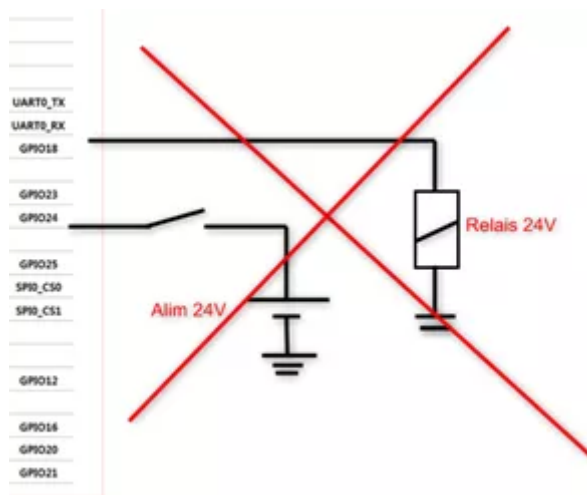 UART0_TX
UART0_RX
GPIO18
GPIO23
GPIO24
Relais 24V
GPIO25
SPI0_CS0
SPI0_CS1
Alim 24V
GPIO12
GPIO16
GPIO20
GPIO21